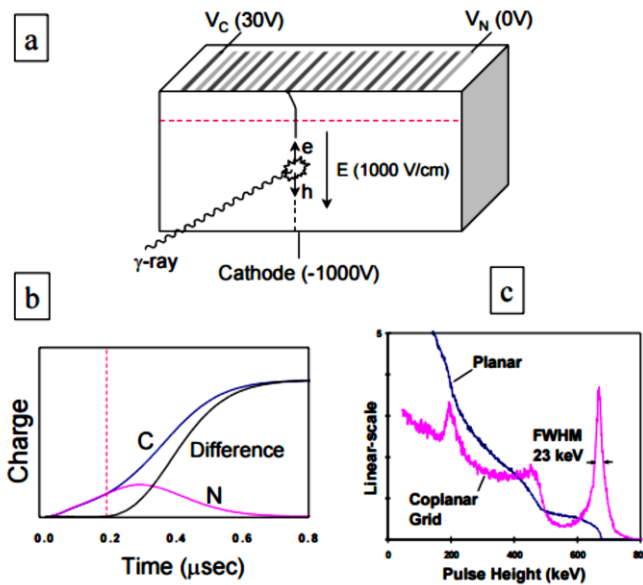 a
V_C (30V)
V_N (0V)
e
h
E (1000 V/cm)
γ-ray
Cathode (-1000V)
b
Charge
C
Difference
N
0.0 0.2 0.4 0.6 0.8
Time (μsec)
c
5
Linear-scale
Planar
FWHM
23 keV
Coplanar
Grid
0 200 400 600 80
Pulse Height (keV)